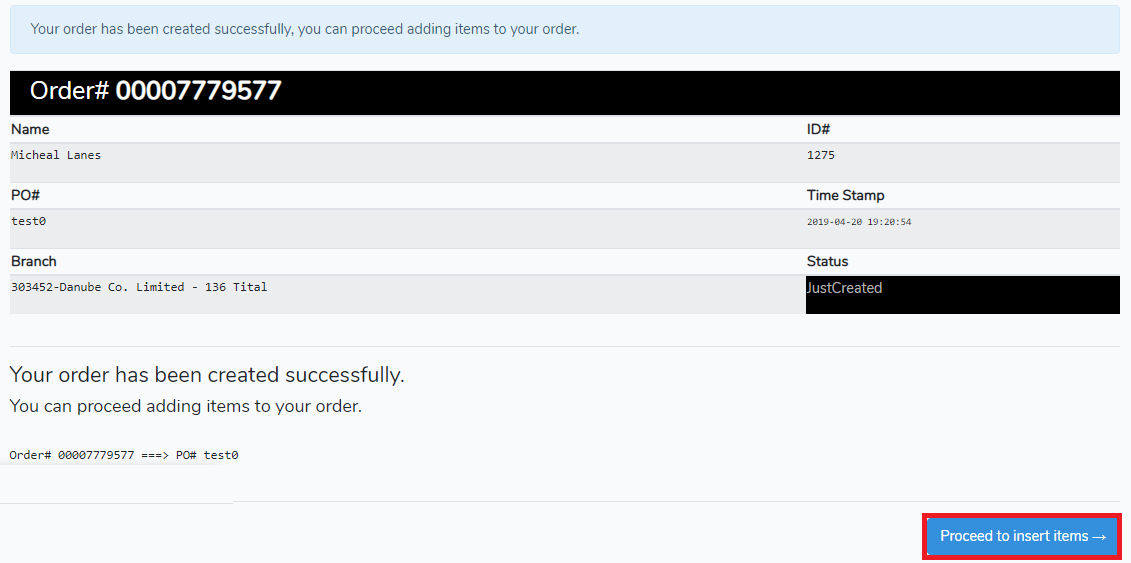 Your order has been created successfully, you can proceed adding items to your order.
Order# 00007779577
Name ID#
Micheal Lanes 1275
PO# Time Stamp
test0 2019-04-20 19:20:54
Branch Status
303452-Danube Co. Limited - 136 Tital JustCreated
Your order has been created successfully.
You can proceed adding items to your order.
Order# 00007779577 ===> PO# test0
Proceed to insert items →